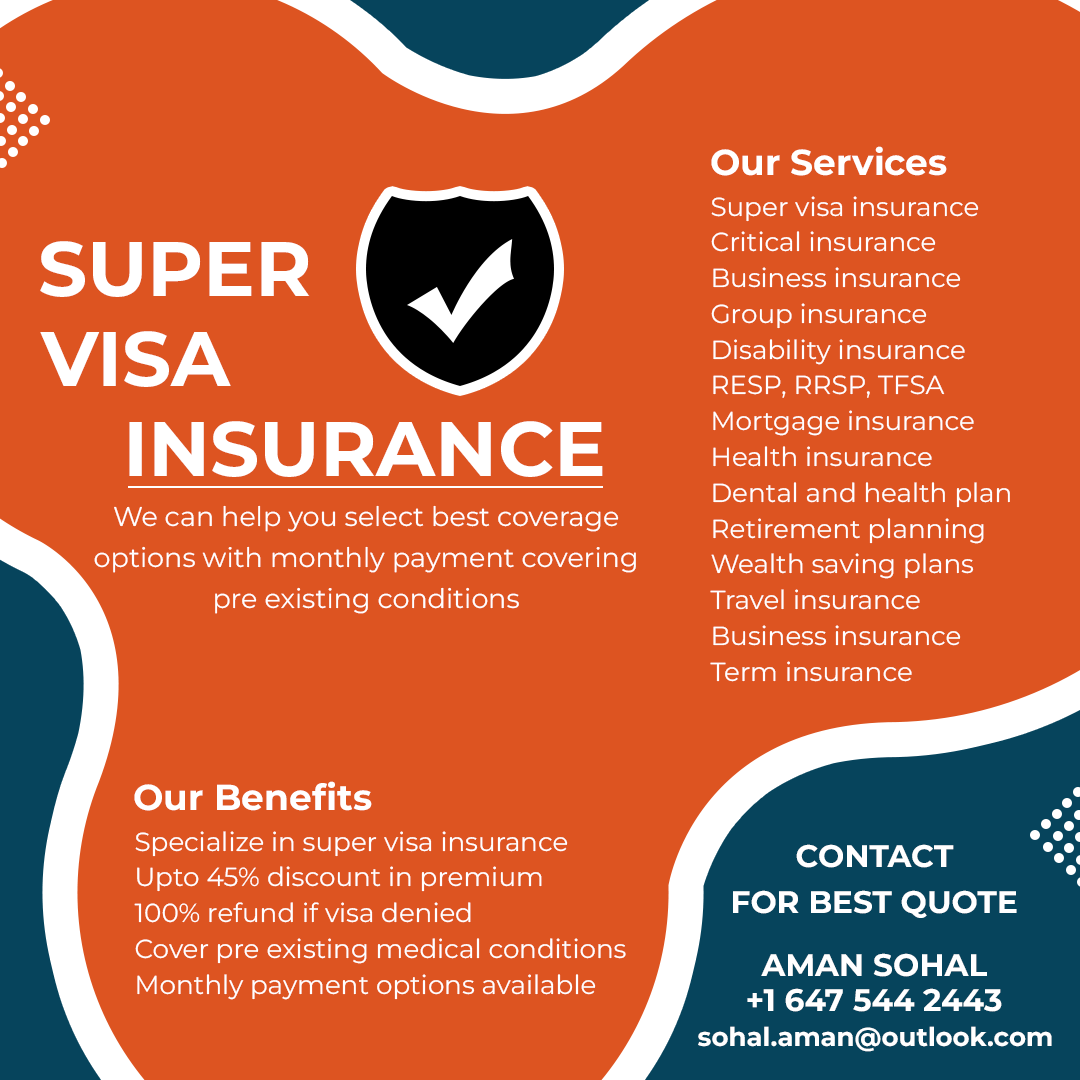 SUPER
VISA
INSURANCE
We can help you select best coverage
options with monthly payment covering
pre existing conditions
Our Services
Super visa insurance
Critical insurance
Business insurance
Group insurance
Disability insurance
RESP, RRSP, TFSA
Mortgage insurance
Health insurance
Dental and health plan
Retirement planning
Wealth saving plans
Travel insurance
Business insurance
Term insurance
Our Benefits
Specialize in super visa insurance
Upto 45% discount in premium
100% refund if visa denied
Cover pre existing medical conditions
Monthly payment options available
CONTACT
FOR BEST QUOTE
AMAN SOHAL
+1 647 544 2443
sohal.aman@outlook.com